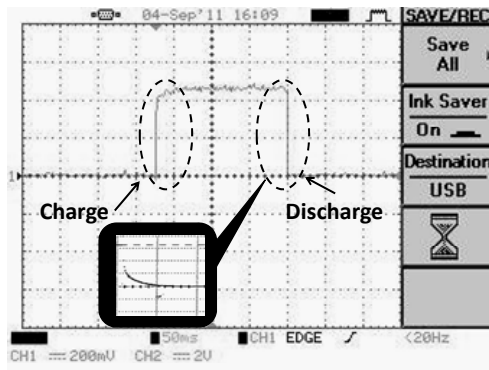 04-Sep'11 16:09
SAVE/REC
Save
All
Ink Saver
On
Destination
USB
1
Charge
Discharge
50ms
CH1 EDGE
<20Hz
CH1 200mV CH2 2V